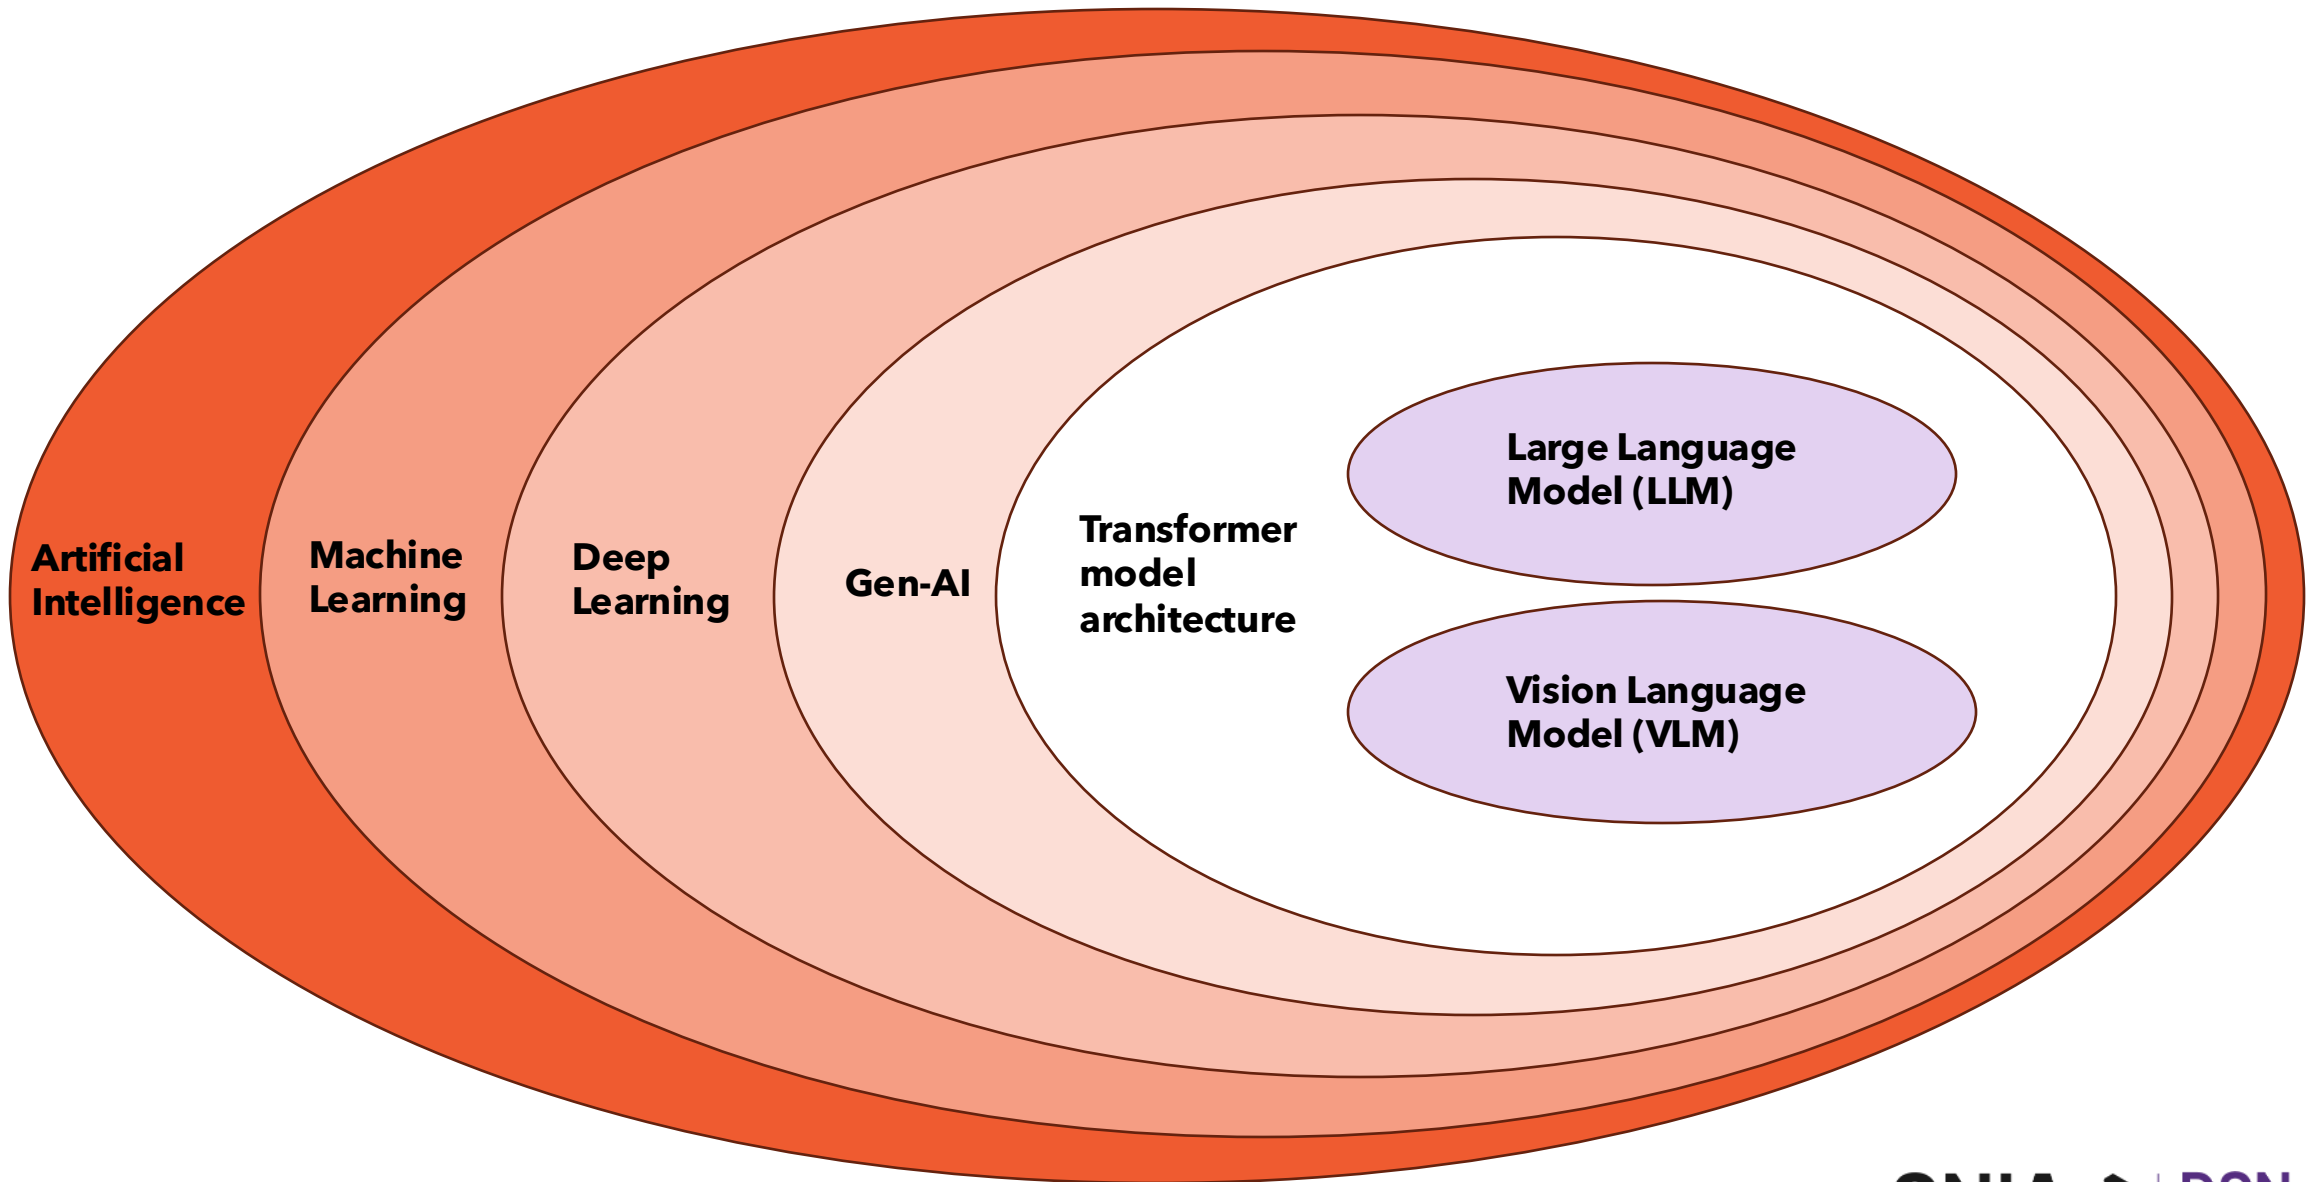 Artificial
Intelligence
Machine
Learning
Deep
Learning
Gen-AI
Transformer
model
architecture
Large Language
Model (LLM)
Vision Language
Model (VLM)